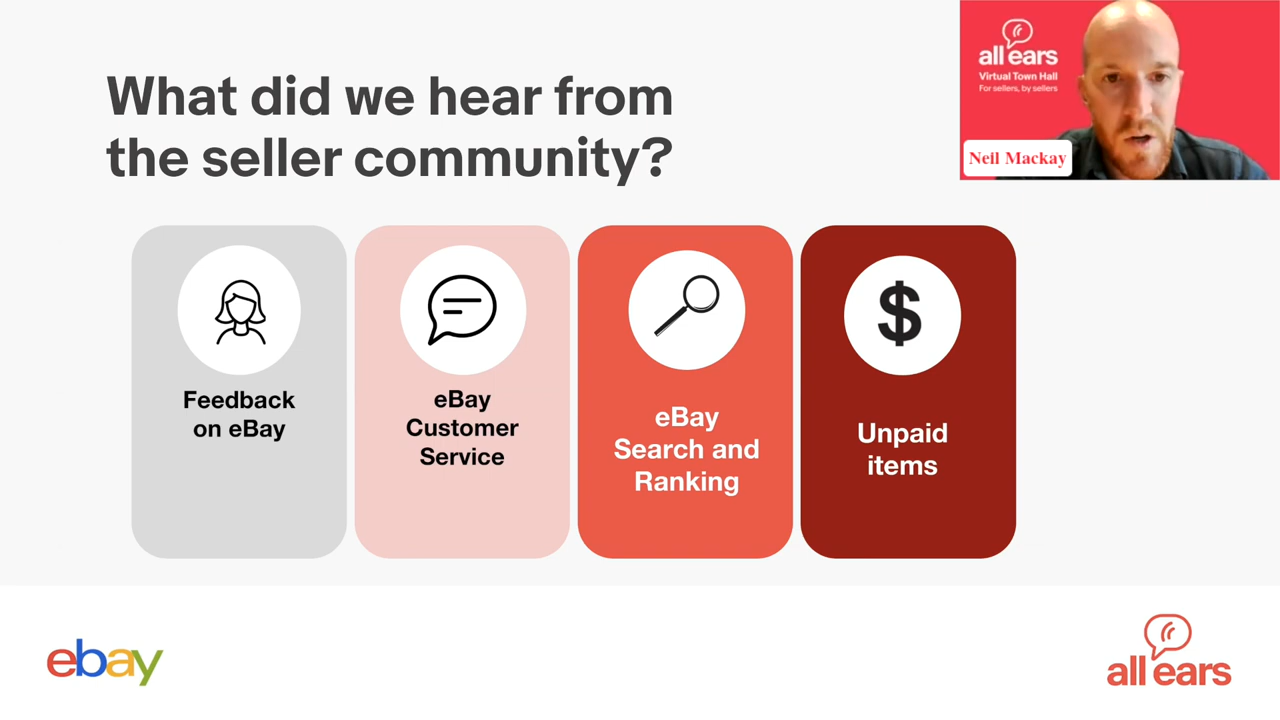 What did we hear from
the seller community?
all ears
Virtual Town Hall
For sellers, by sellers
Neil Mackay
Feedback
on eBay
eBay
Customer
Service
eBay
Search and
Ranking
$
Unpaid
items
ebay
all ears